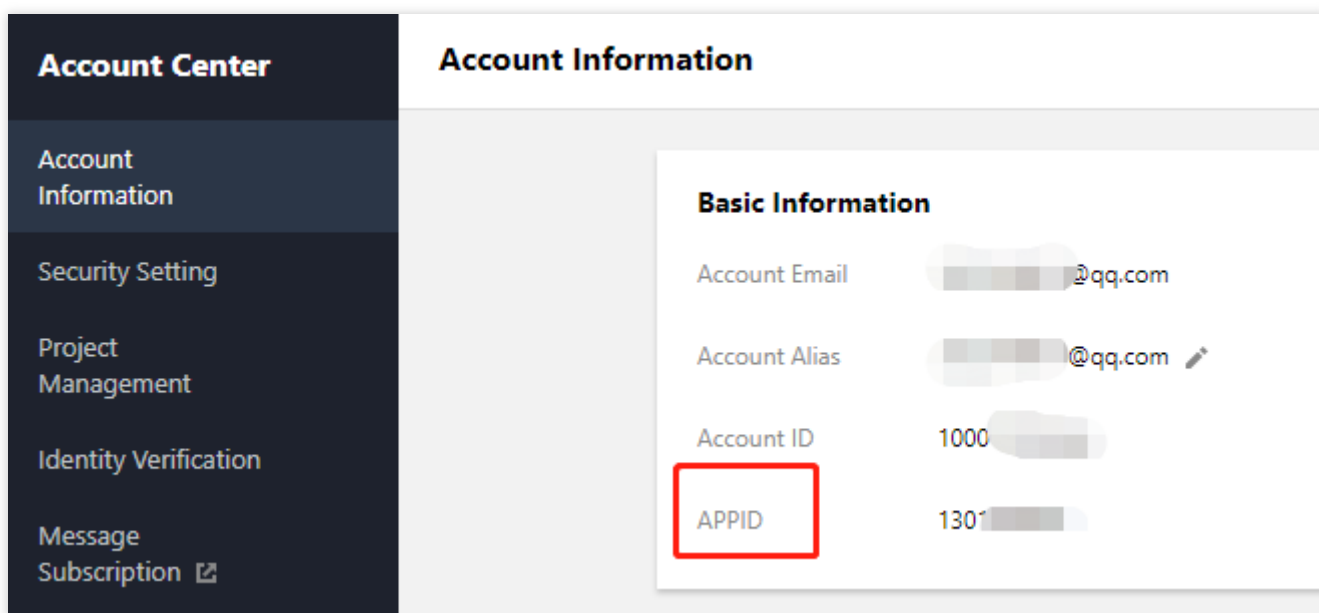 Account Center
Account Information
Account
Information
Security Setting
Project
Management
Identity Verification
Message
Subscription
Basic Information
Account Email @qq.com
Account Alias @qq.com
Account ID 1000
APPID 1301